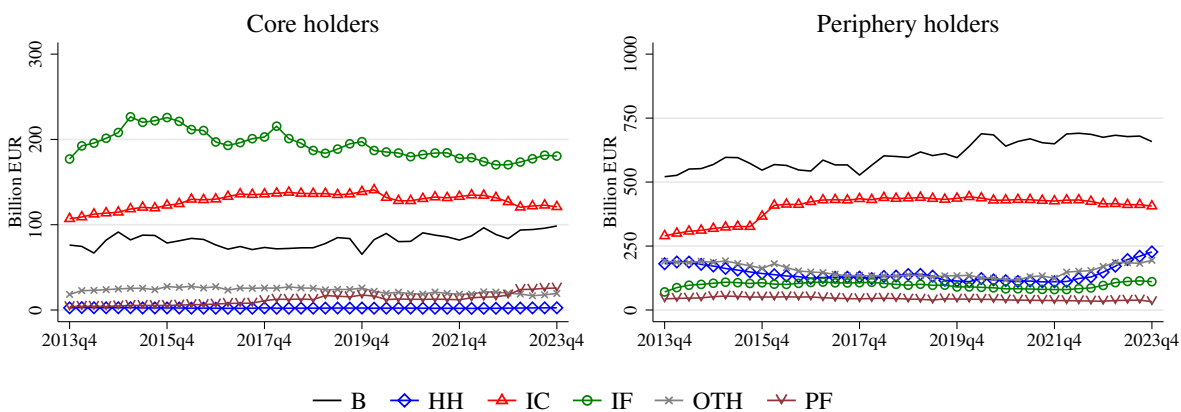 Core holders
Billion EUR
300
200
100
0
2013q4 2015q4 2017q4 2019q4 2021q4 2023q4
Periphery holders
Billion EUR
1000
750
500
250
0
2013q4 2015q4 2017q4 2019q4 2021q4 2023q4
B HH IC IF OTH PF